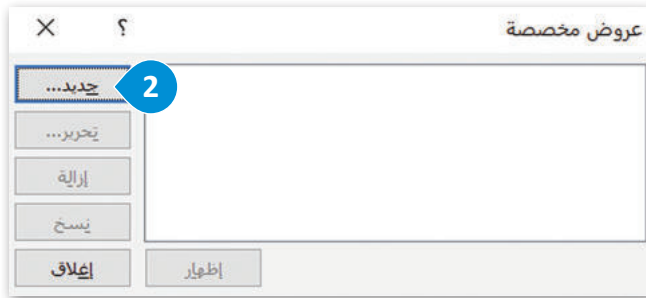 عروض مخصصة ؟
جديد...
2
تحرير...
إزالة
نسخ
إظهار
إغلاق